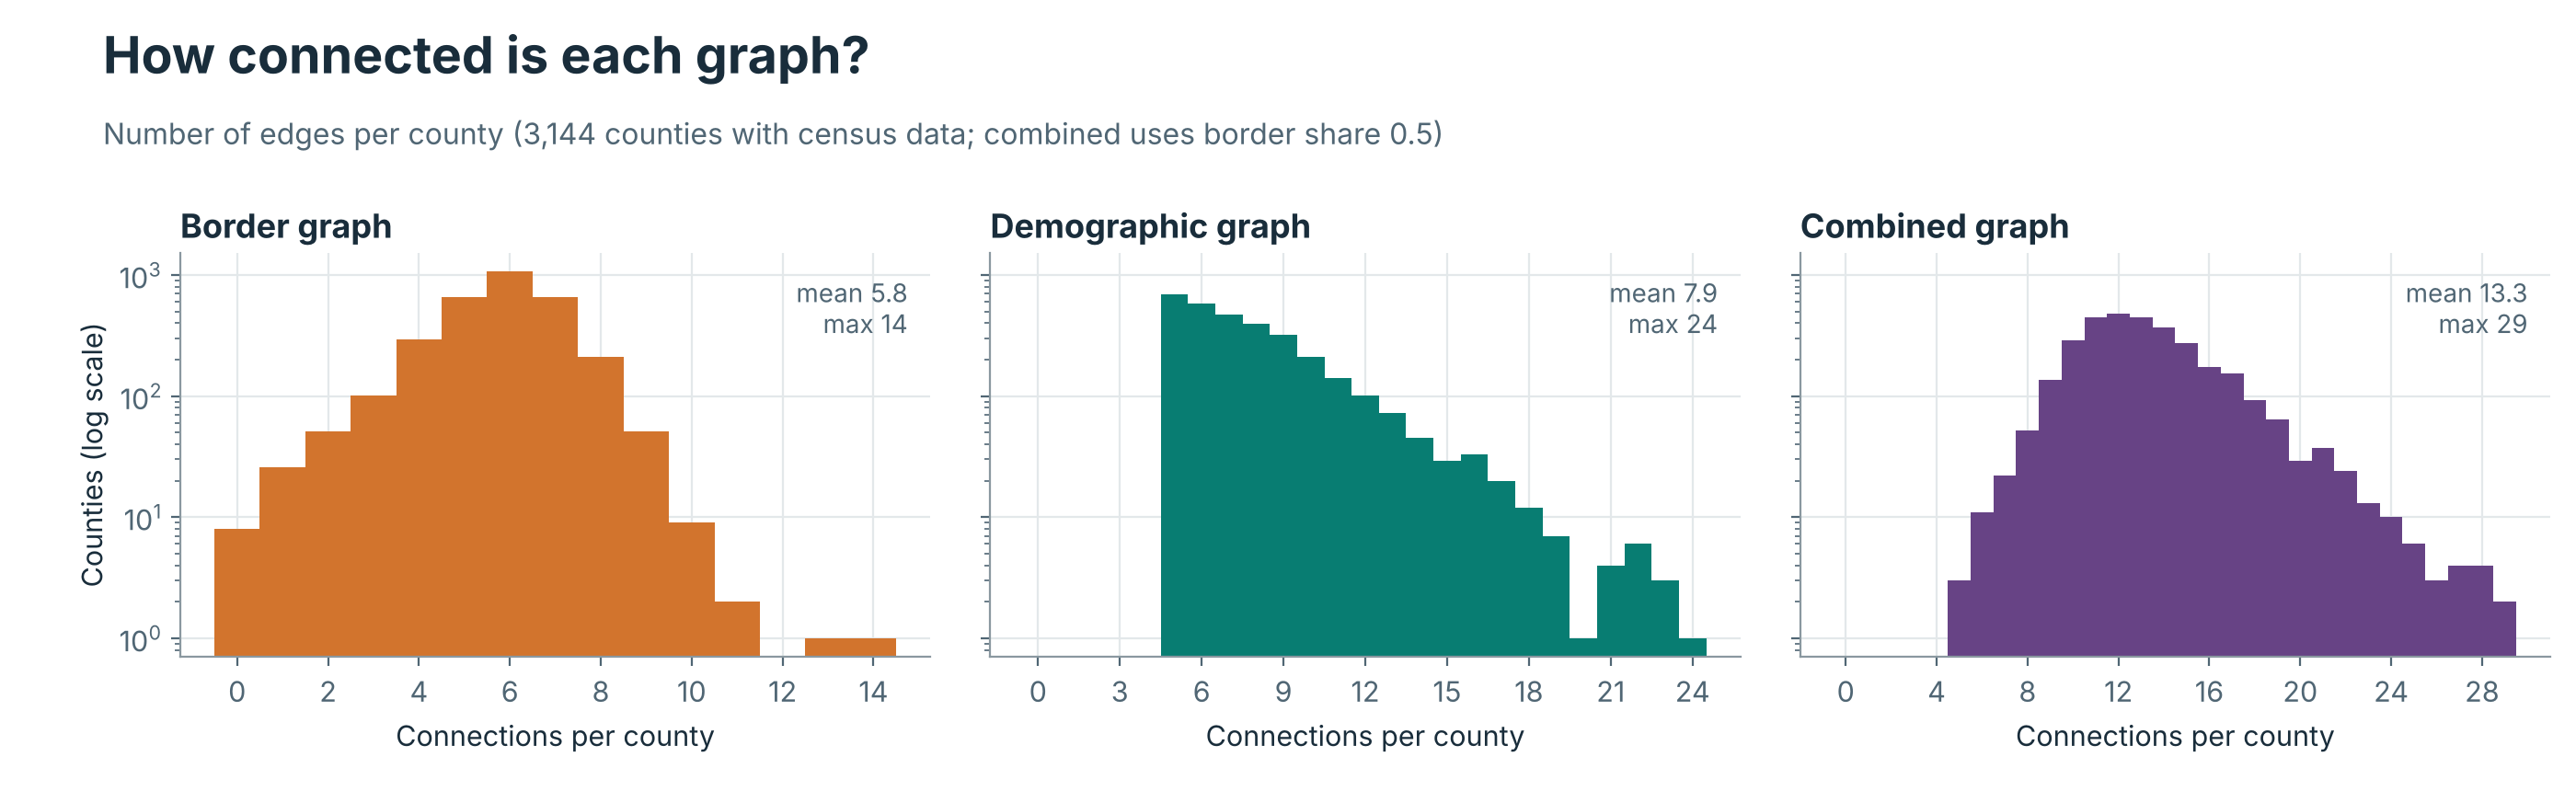 How connected is each graph?
Number of edges per county (3,144 counties with census data; combined uses border share 0.5)
Border graph
Counties (log scale)
10³
10²
10¹
10⁰
mean 5.8
max 14
0 2 4 6 8 10 12 14
Connections per county
Demographic graph
mean 7.9
max 24
0 3 6 9 12 15 18 21 24
Connections per county
Combined graph
mean 13.3
max 29
0 4 8 12 16 20 24 28
Connections per county